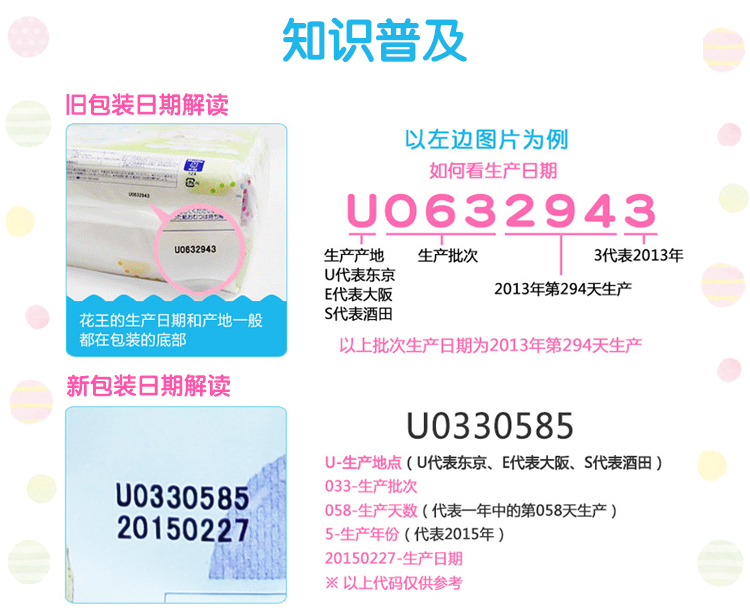 知识普及
旧包装日期解读
U0632943
U0632943
花王的生产日期和产地一般
都在包装的底部
以左边图片为例
如何看生产日期
U0632943
生产产地
U代表东京
E代表大阪
S代表酒田
生产批次
2013年第294天生产
3代表2013年
以上批次生产日期为2013年第294天生产
新包装日期解读
U0330585
20150227
U0330585
U-生产地点（U代表东京、E代表大阪、S代表酒田）
033-生产批次
058-生产天数（代表一年中的第058天生产）
5-生产年份（代表2015年）
20150227-生产日期
※ 以上代码仅供参考